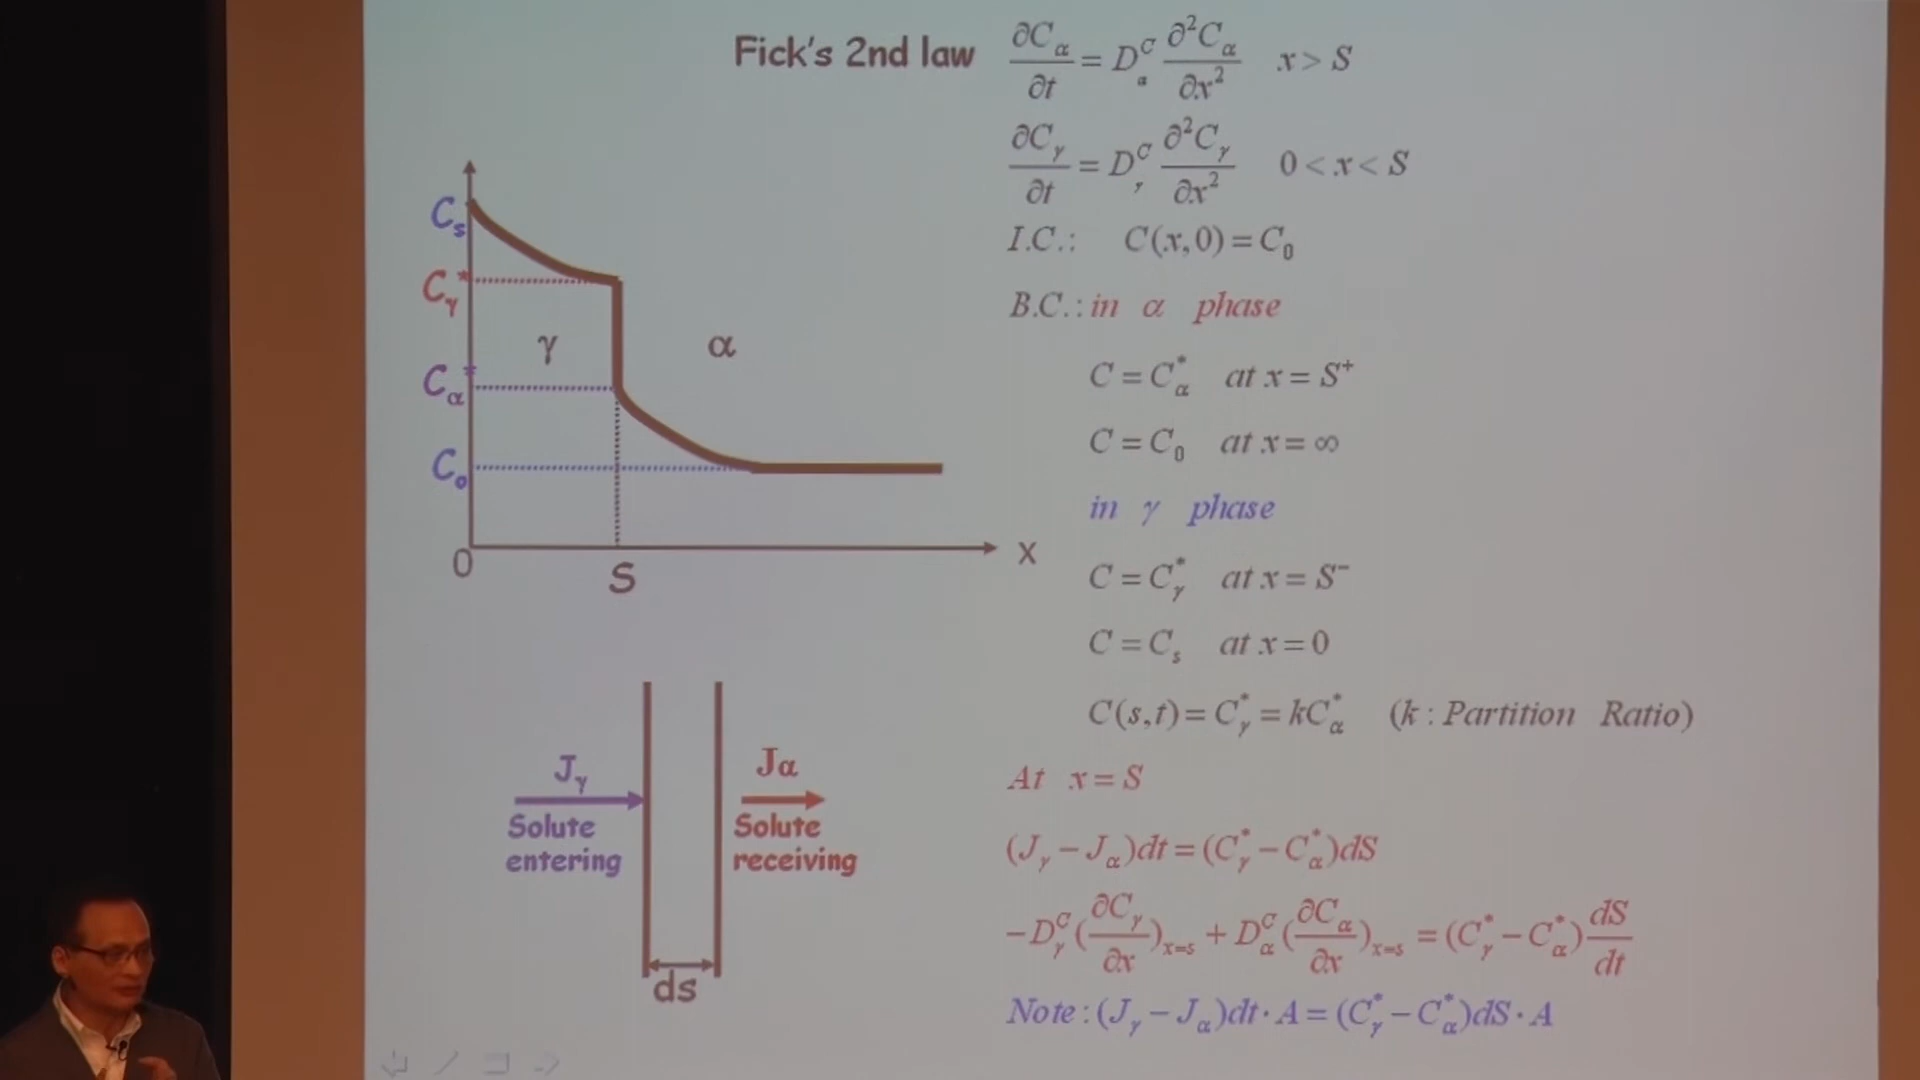 Fick's 2nd law ∂C_α/∂t = D_α^C ∂²C_α/∂x² x > S
∂C_γ/∂t = D_γ^C ∂²C_γ/∂x² 0 < x < S
I.C.: C(x,0) = C_0
B.C.: in α phase
C = C_α^* at x = S⁺
C = C_0 at x = ∞
in γ phase
C = C_γ^* at x = S⁻
C = C_s at x = 0
C(s,t) = C_γ^* = kC_α^* (k : Partition Ratio)
At x = S
(J_γ − J_α)dt = (C_γ^* − C_α^*)dS
−D_γ^C (∂C_γ/∂x)_{x=s} + D_α^C (∂C_α/∂x)_{x=s} = (C_γ^* − C_α^*) dS/dt
Note : (J_γ − J_α)dt · A = (C_γ^* − C_α^*)dS · A
C_s
C_γ^*
γ α
C_α^*
C_o
0 S X
J_γ
Solute
entering
Jα
Solute
receiving
ds